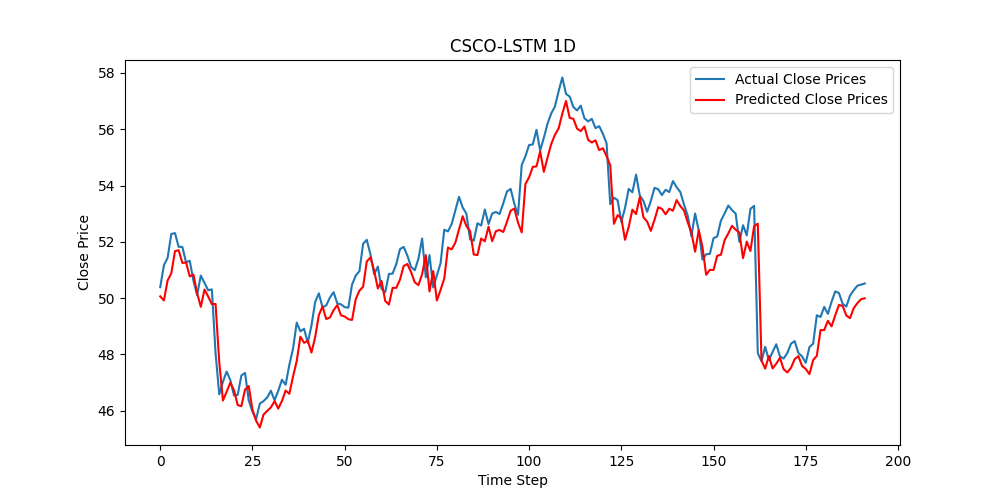 CSCO-LSTM 1D
Actual Close Prices
Predicted Close Prices
Close Price
58
56
54
52
50
48
46
0 25 50 75 100 125 150 175 200
Time Step